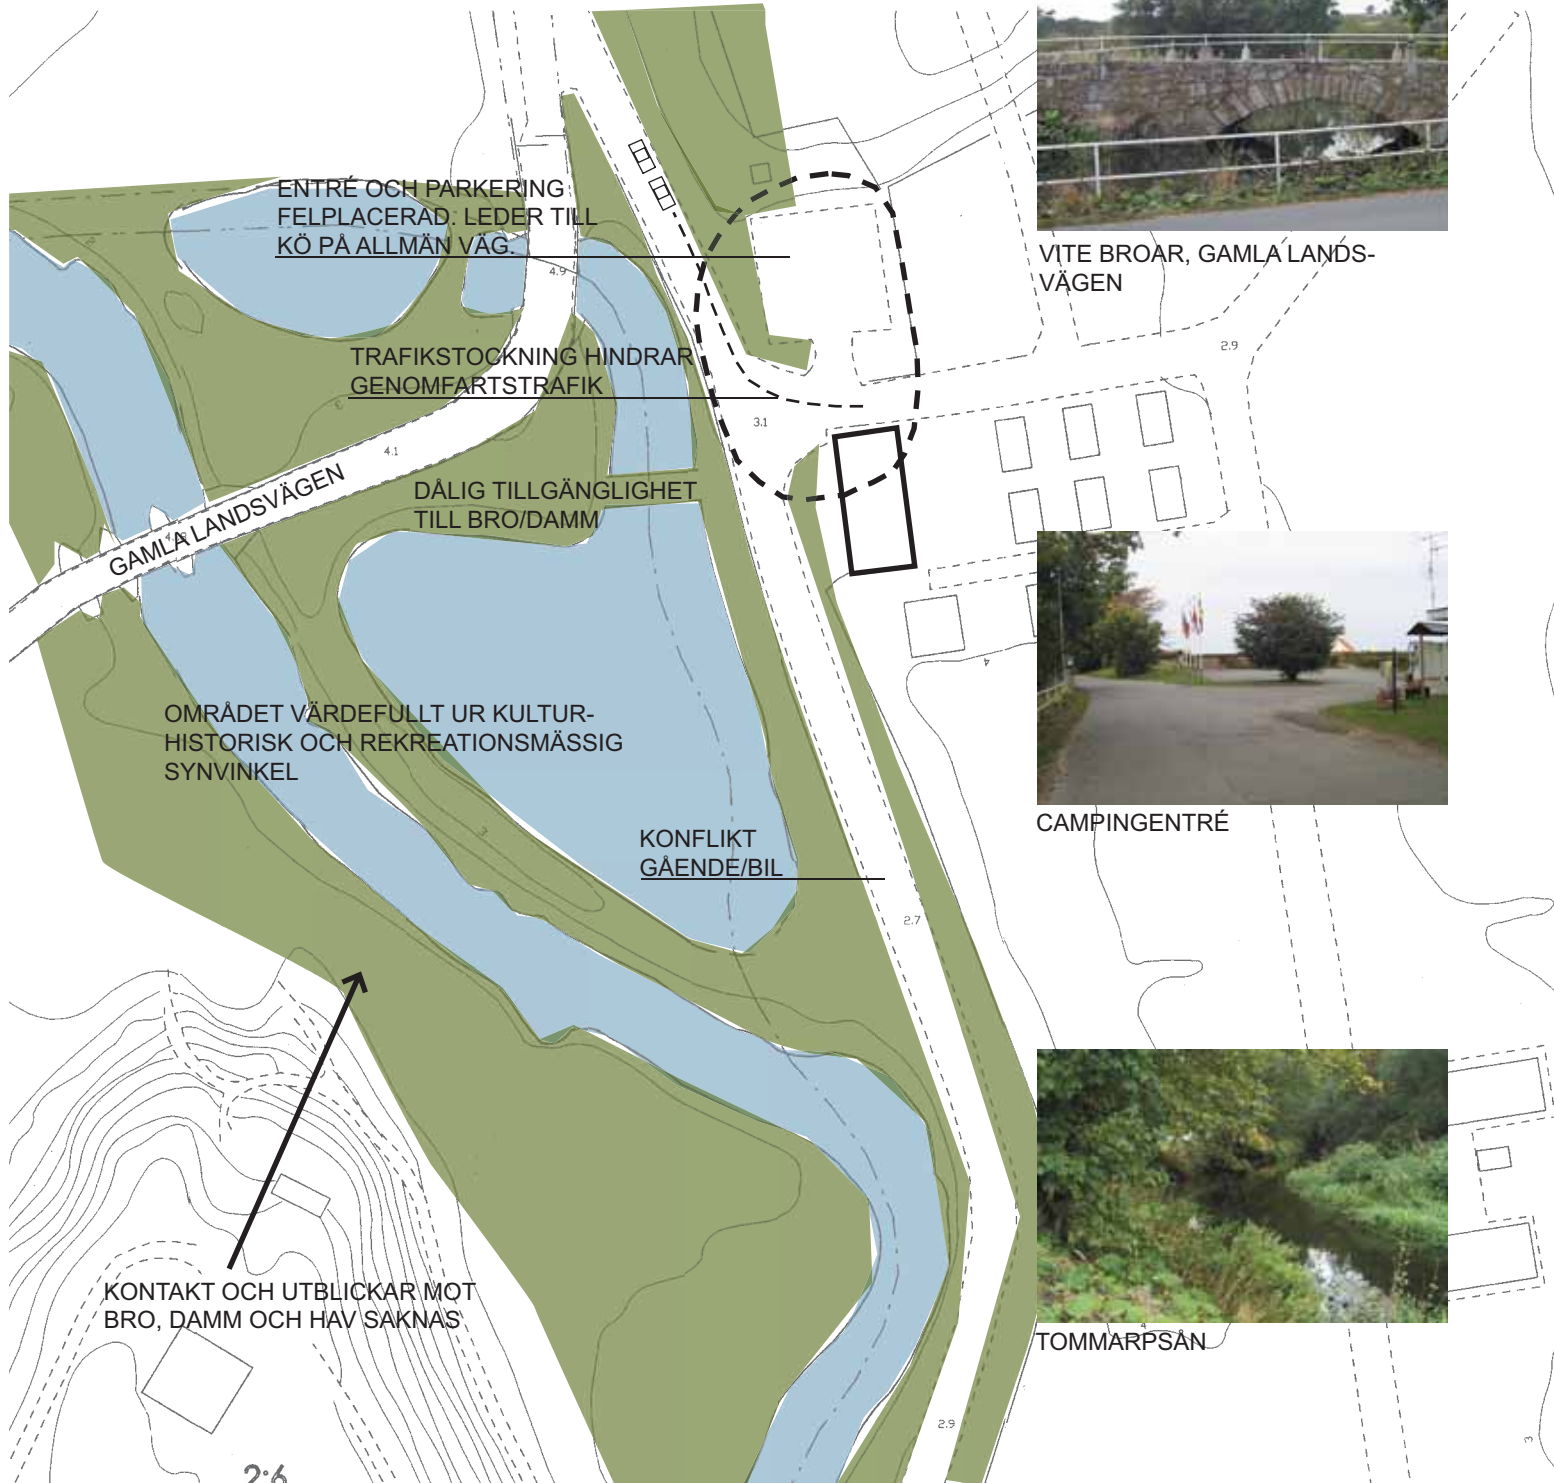 ENTRÉ OCH PARKERING
FELPLACERAD. LEDER TILL
KÖ PÅ ALLMÄN VÄG.
4.9
TRAFIKSTOCKNING HINDRAR
GENOMFARTSTRAFIK
3.1
2.9
4.1
GAMLA LANDSVÄGEN
DÅLIG TILLGÄNGLIGHET
TILL BRO/DAMM
4
OMRÅDET VÄRDEFULLT UR KULTUR-
HISTORISK OCH REKREATIONSMÄSSIG
SYNVINKEL
3
KONFLIKT
GÅENDE/BIL
2.7
KONTAKT OCH UTBLICKAR MOT
BRO, DAMM OCH HAV SAKNAS
2.9
2:6
3
VITE BROAR, GAMLA LANDS-
VÄGEN
CAMPINGENTRÉ
TOMMARPSÅN